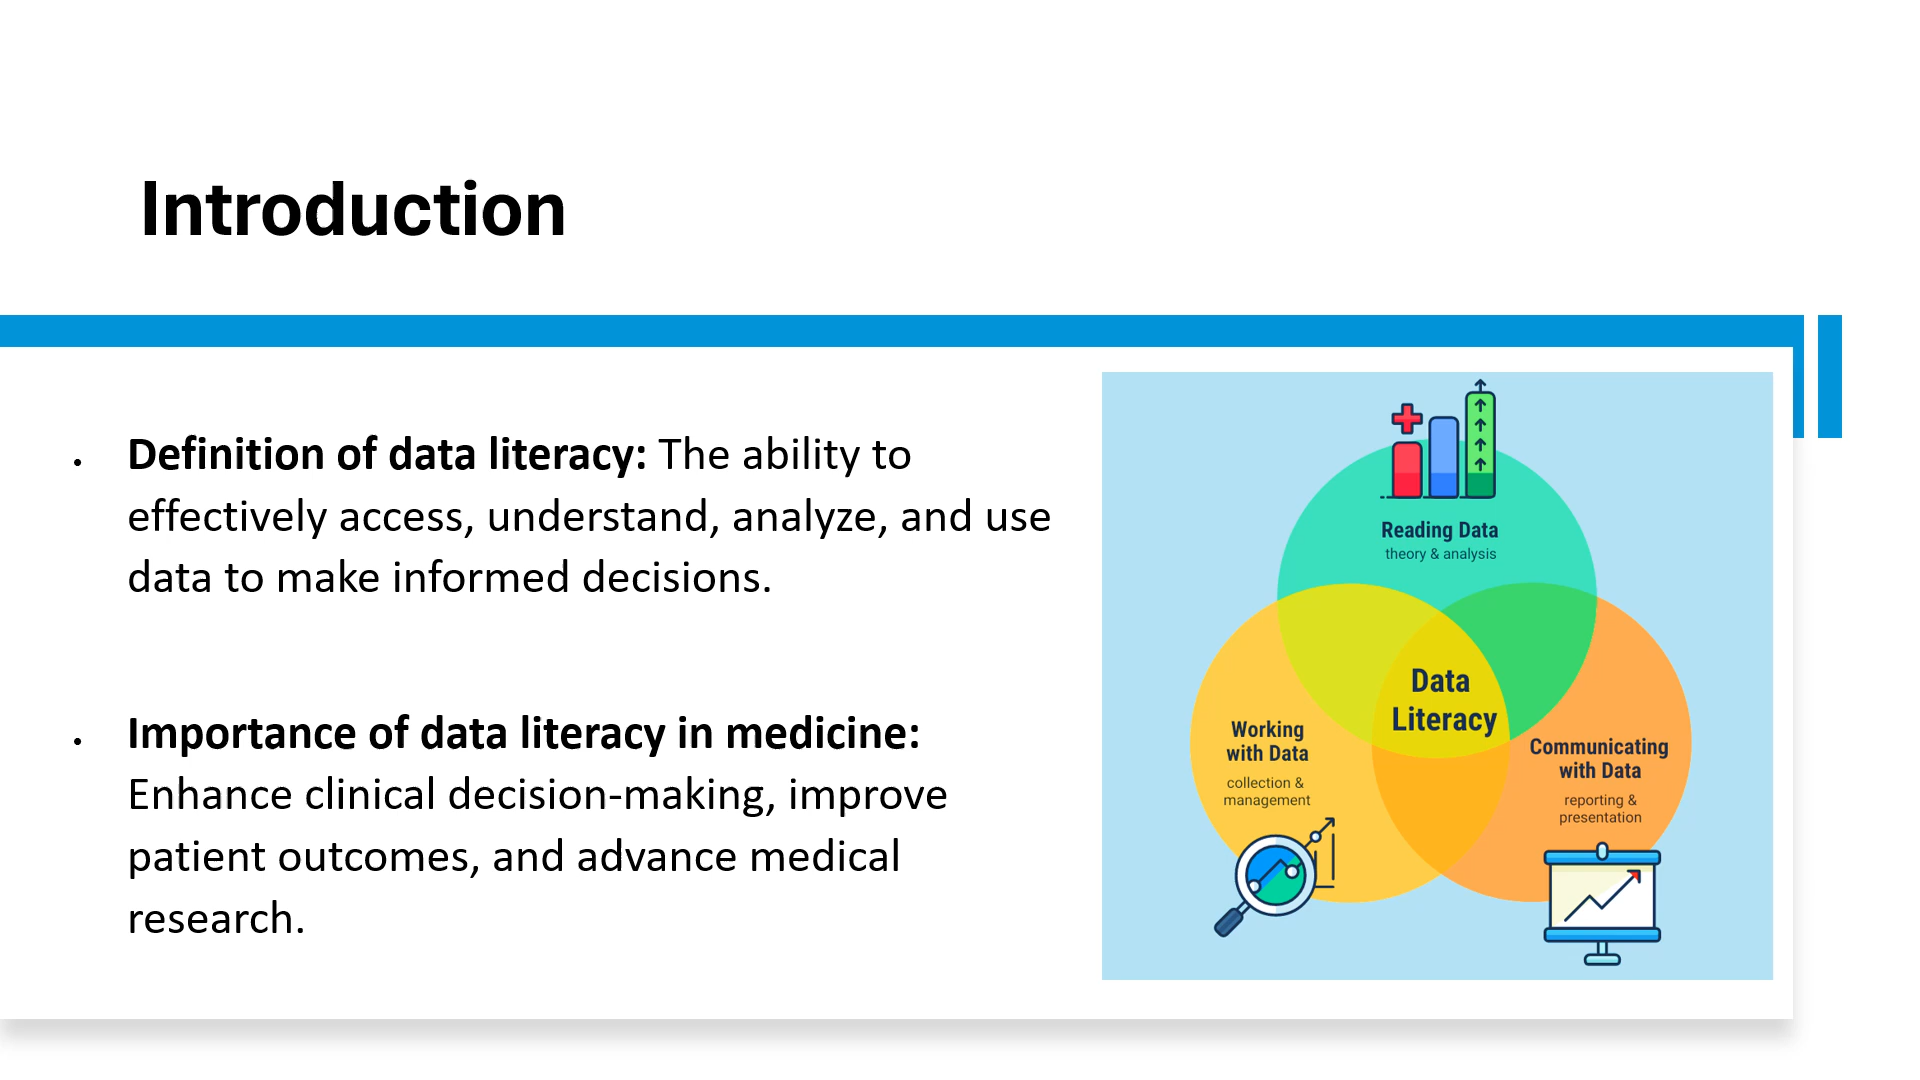 Introduction
Definition of data literacy: The ability to
effectively access, understand, analyze, and use
data to make informed decisions.
Importance of data literacy in medicine:
Enhance clinical decision-making, improve
patient outcomes, and advance medical
research.
Reading Data
theory & analysis
Data
Literacy
Working
with Data
collection &
management
Communicating
with Data
reporting &
presentation